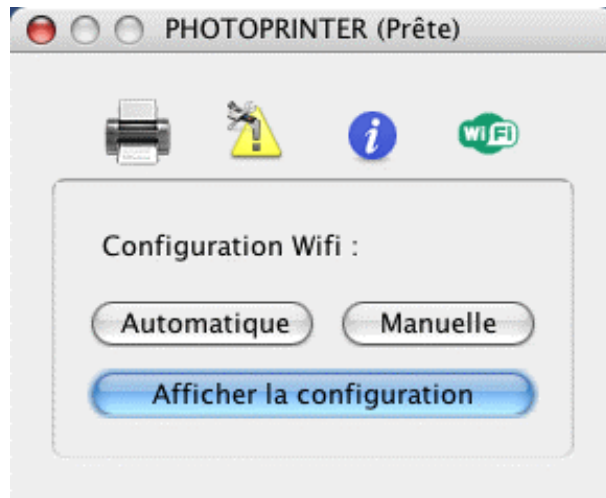 PHOTOPRINTER (Prête)
WiFi
Configuration Wifi :
Automatique Manuelle
Afficher la configuration